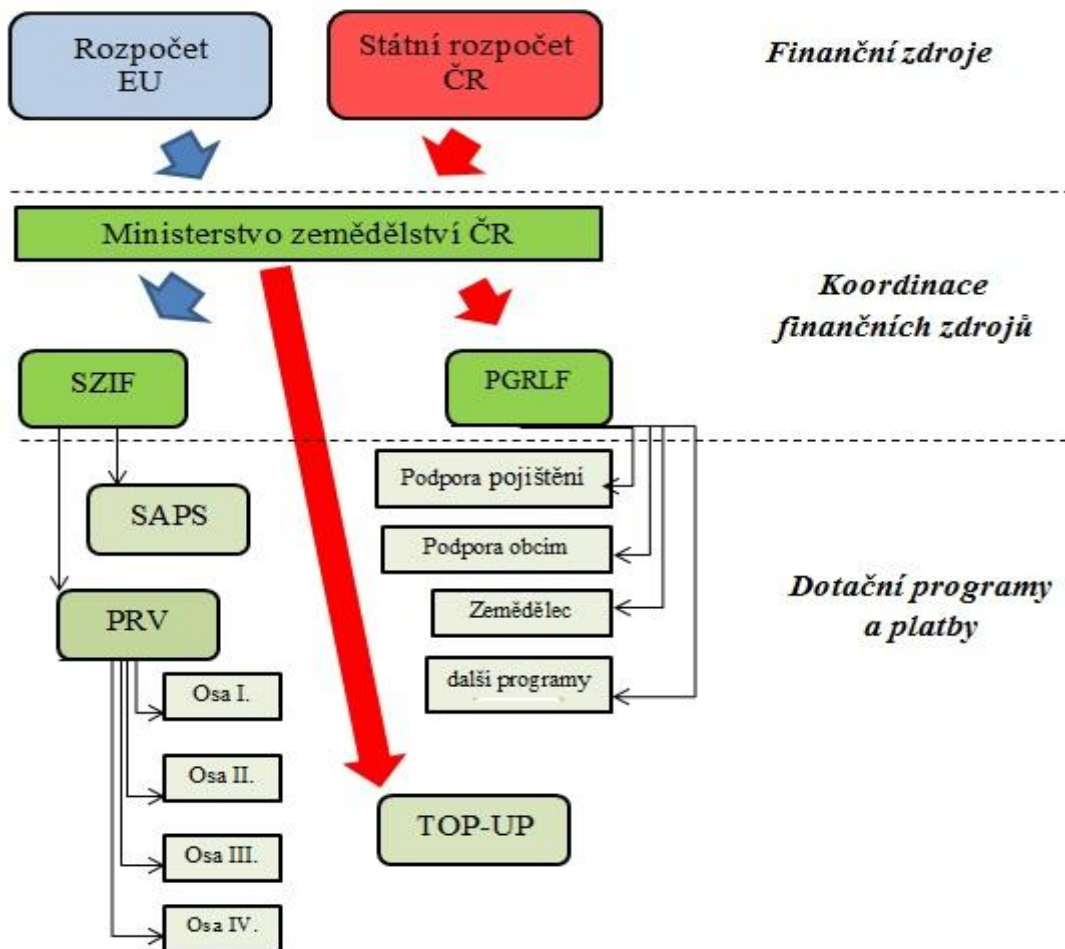 Rozpočet
EU
Státní rozpočet
ČR
Finanční zdroje
Ministerstvo zemědělství ČR
Koordinace
finančních zdrojů
SZIF
PGRLF
Podpora pojištění
SAPS
Podpora obcím
Dotační programy
a platby
Zemědělec
PRV
další programy
Osa I.
Osa II.
TOP-UP
Osa III.
Osa IV.